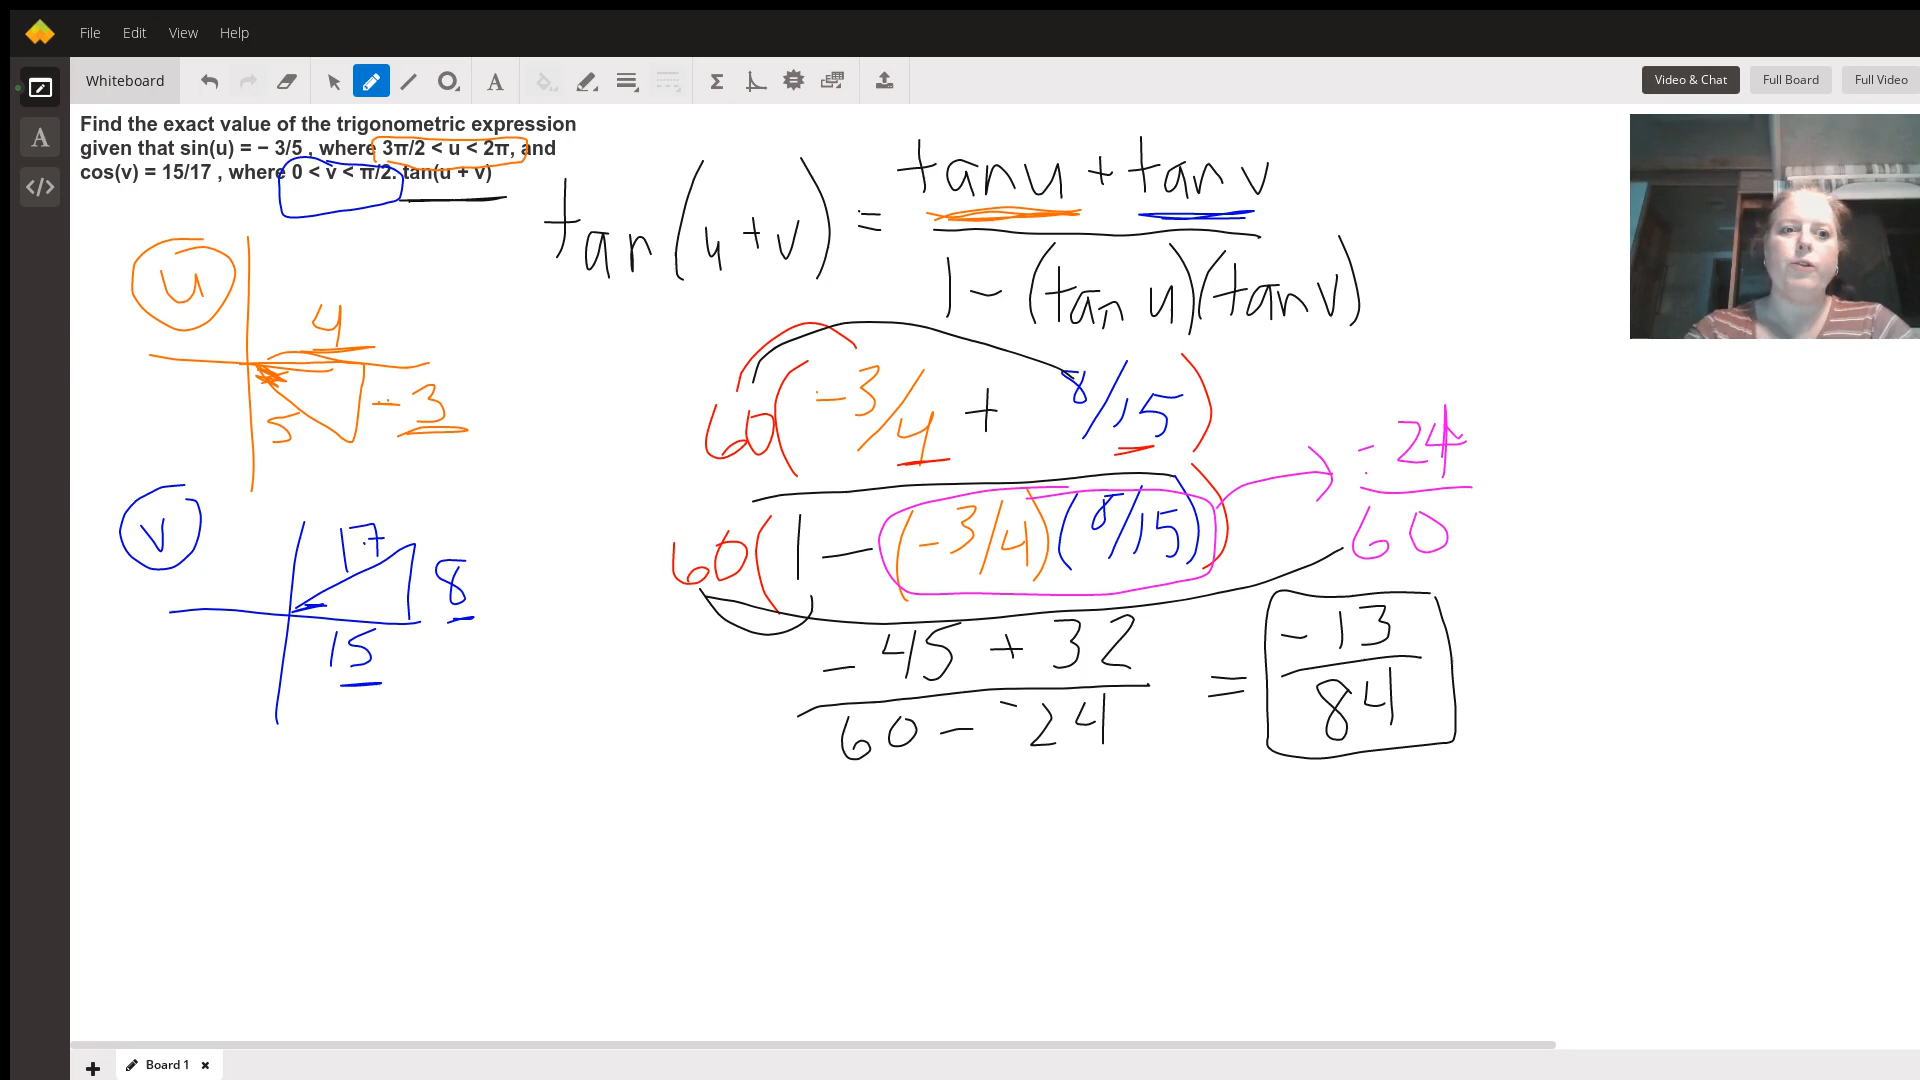 File Edit View Help
Whiteboard
Video & Chat Full Board Full Video
Find the exact value of the trigonometric expression
given that sin(u) = − 3/5 , where 3π/2 < u < 2π, and
cos(v) = 15/17 , where 0 < v < π/2. tan(u + v)
tan(u+v) = tan u + tan v
1 - (tan u)(tan v)
u
4
5
-3
60(-3/4 + 8/15)
60(1 - (-3/4)(8/15))
-24
60
v
17
8
15
-45 + 32
60 - -24
= -13
84
Board 1